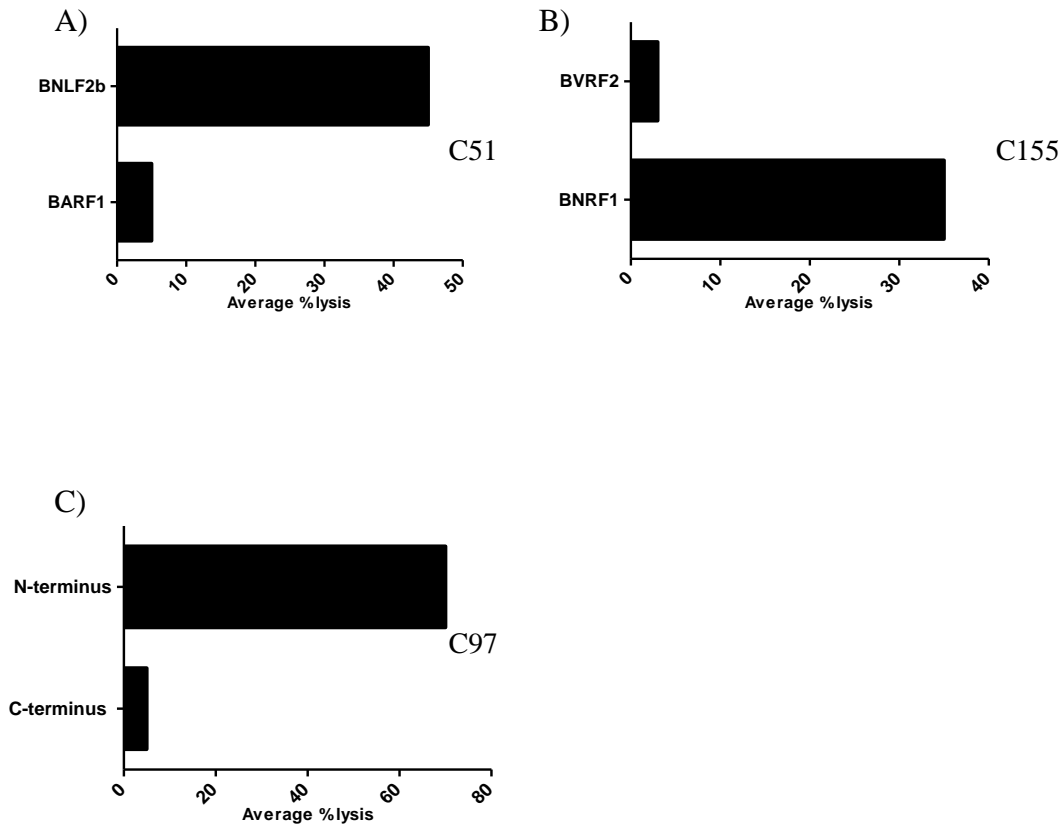 A)
BNLF2b
C51
BARF1
0 10 20 30 40 50
Average %lysis
B)
BVRF2
C155
BNRF1
0 10 20 30 40
Average %lysis
C)
N-terminus
C97
C-terminus
0 20 40 60 80
Average %lysis